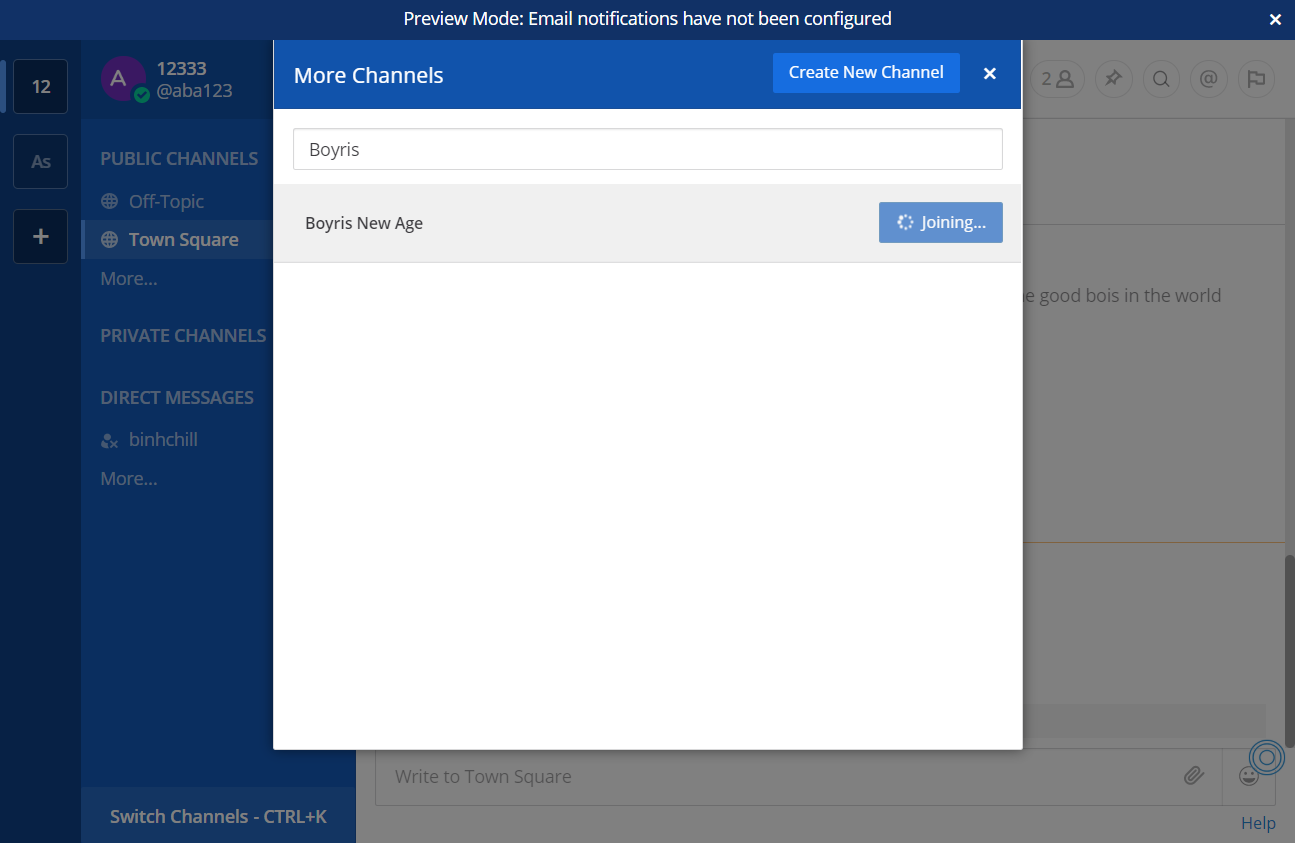 Preview Mode: Email notifications have not been configured
12
As
+
A
12333
@aba123
PUBLIC CHANNELS
Off-Topic
Town Square
More...
PRIVATE CHANNELS
DIRECT MESSAGES
binhchill
More...
Switch Channels - CTRL+K
More Channels
Create New Channel
Boyris
Boyris New Age
Joining...
2
@
good bois in the world
Write to Town Square
Help